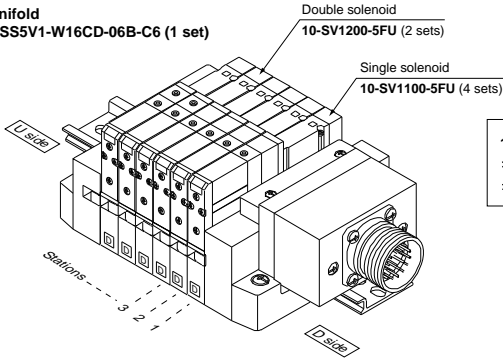 nifold
SS5V1-W16CD-06B-C6 (1 set)
Double solenoid
10-SV1200-5FU (2 sets)
Single solenoid
10-SV1100-5FU (4 sets)
U side
Stations
3
2
1
D side